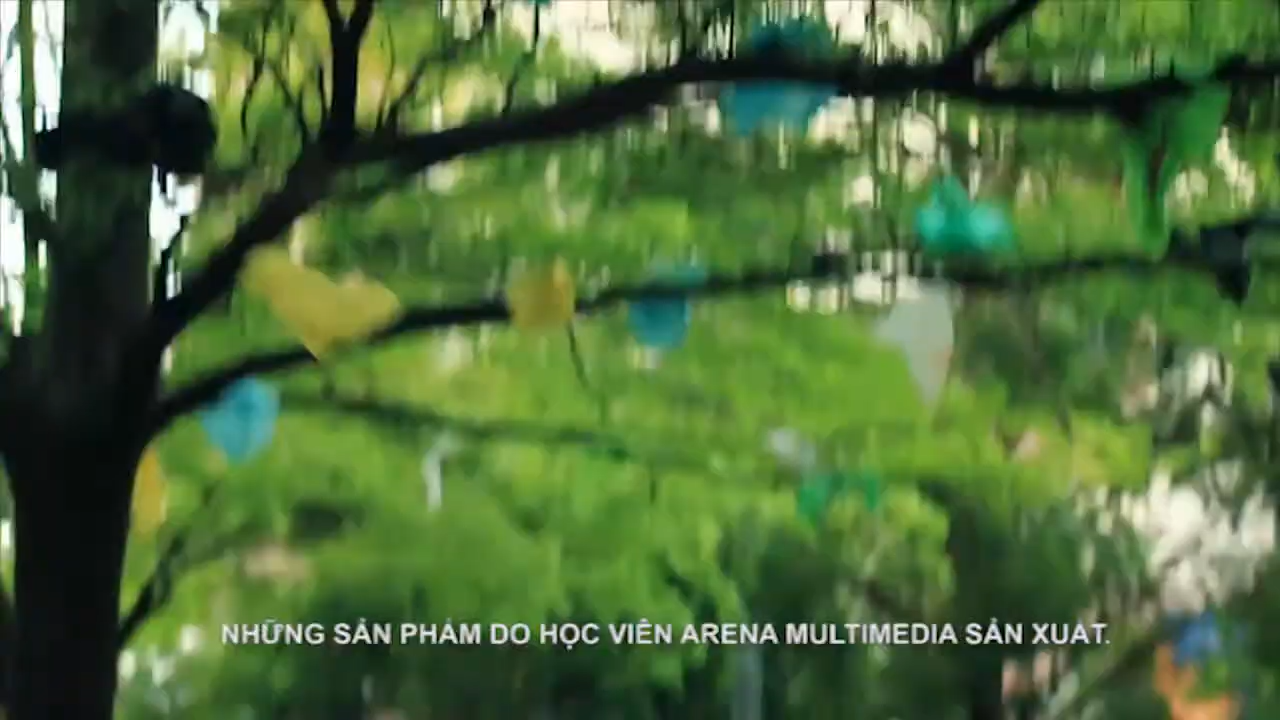 NHỮNG SẢN PHẨM DO HỌC VIÊN ARENA MULTIMEDIA SẢN XUẤT.